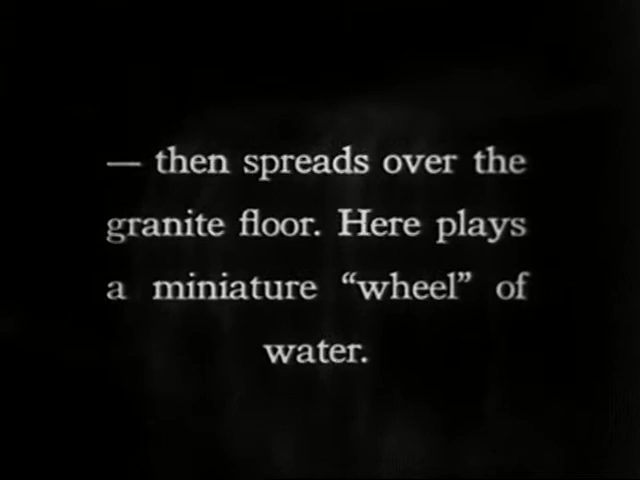 — then spreads over the
granite floor. Here plays
a miniature “wheel” of
water.